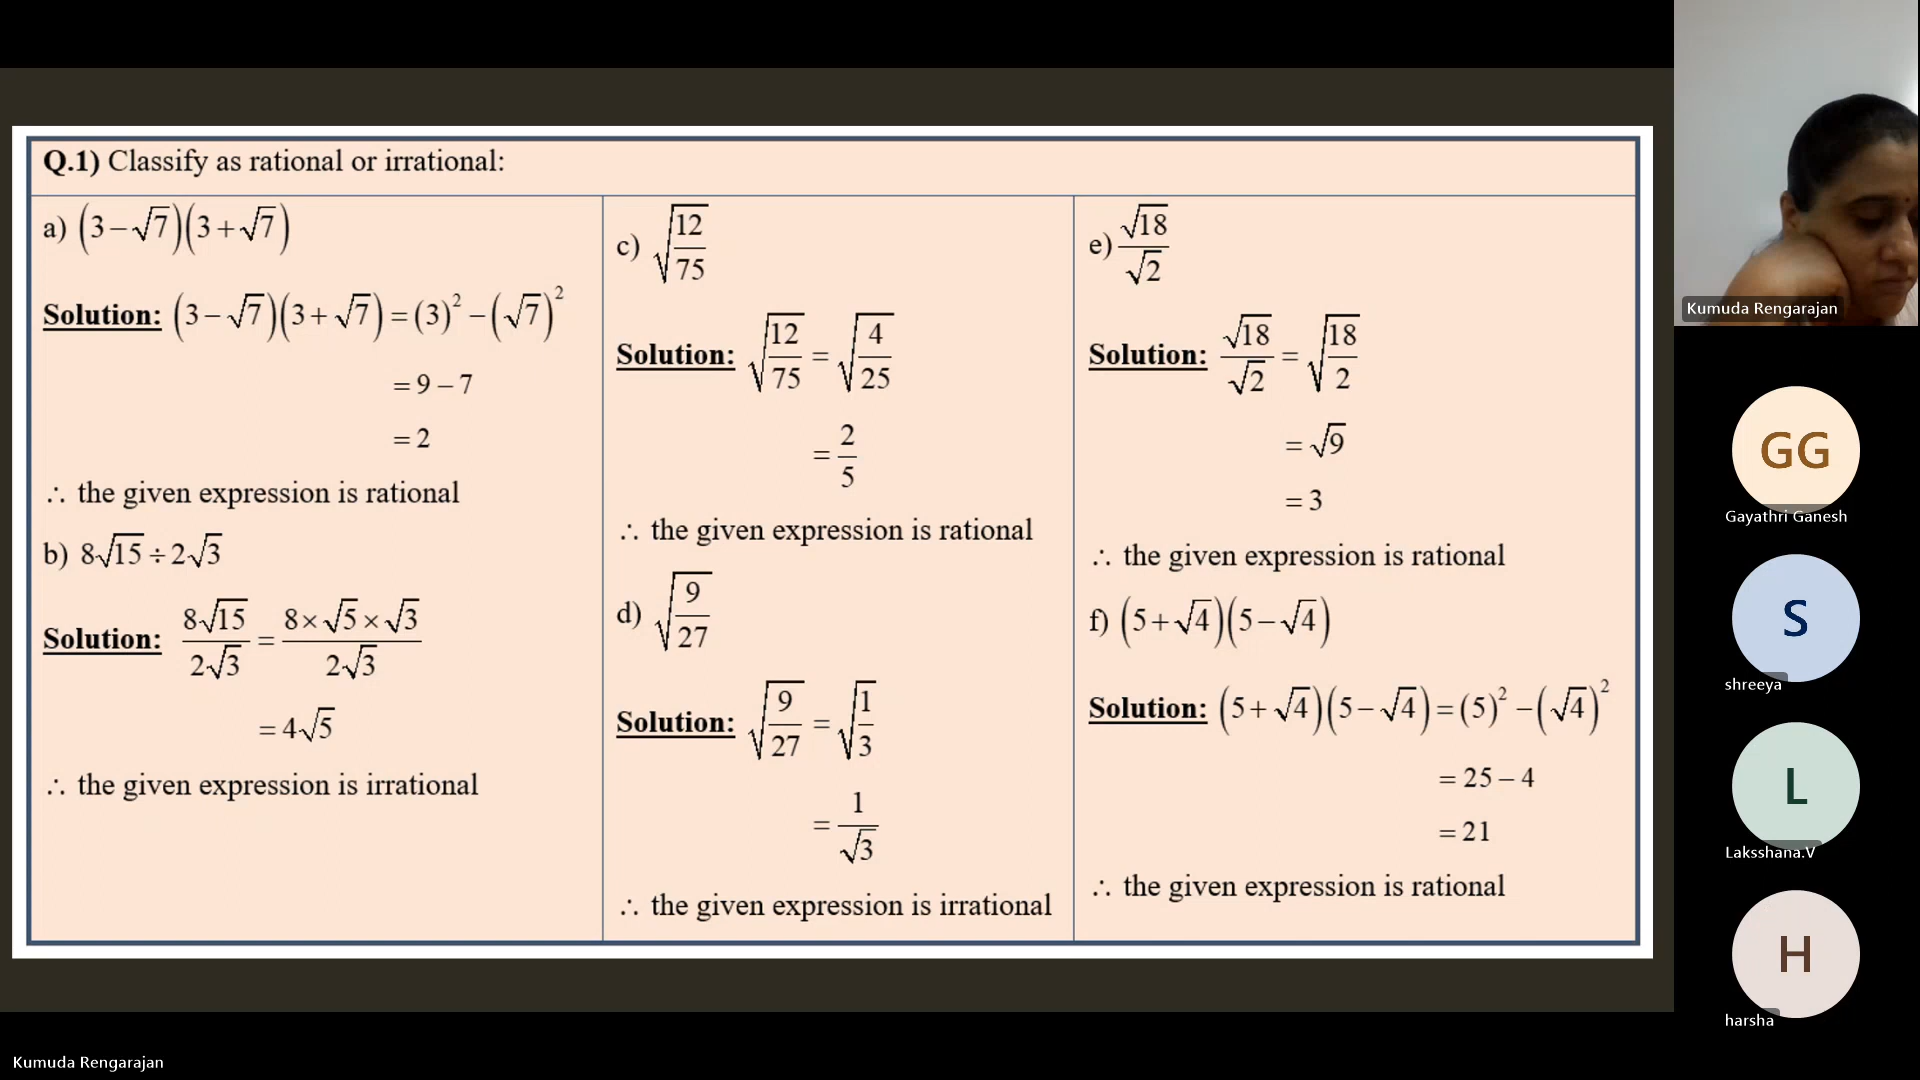 Q.1) Classify as rational or irrational:
a) (3−√7)(3+√7)
Solution: (3−√7)(3+√7) = (3)² − (√7)²
= 9 − 7
= 2
∴ the given expression is rational
b) 8√15 ÷ 2√3
Solution: 8√15/2√3 = 8×√5×√3/2√3
= 4√5
∴ the given expression is irrational
c) √(12/75)
Solution: √(12/75) = √(4/25)
= 2/5
∴ the given expression is rational
d) √(9/27)
Solution: √(9/27) = √(1/3)
= 1/√3
∴ the given expression is irrational
e) √18/√2
Solution: √18/√2 = √(18/2)
= √9
= 3
∴ the given expression is rational
f) (5+√4)(5−√4)
Solution: (5+√4)(5−√4) = (5)² − (√4)²
= 25 − 4
= 21
∴ the given expression is rational
Kumuda Rengarajan
GG
Gayathri Ganesh
S
shreeya
L
Laksshana.V
H
harsha
Kumuda Rengarajan